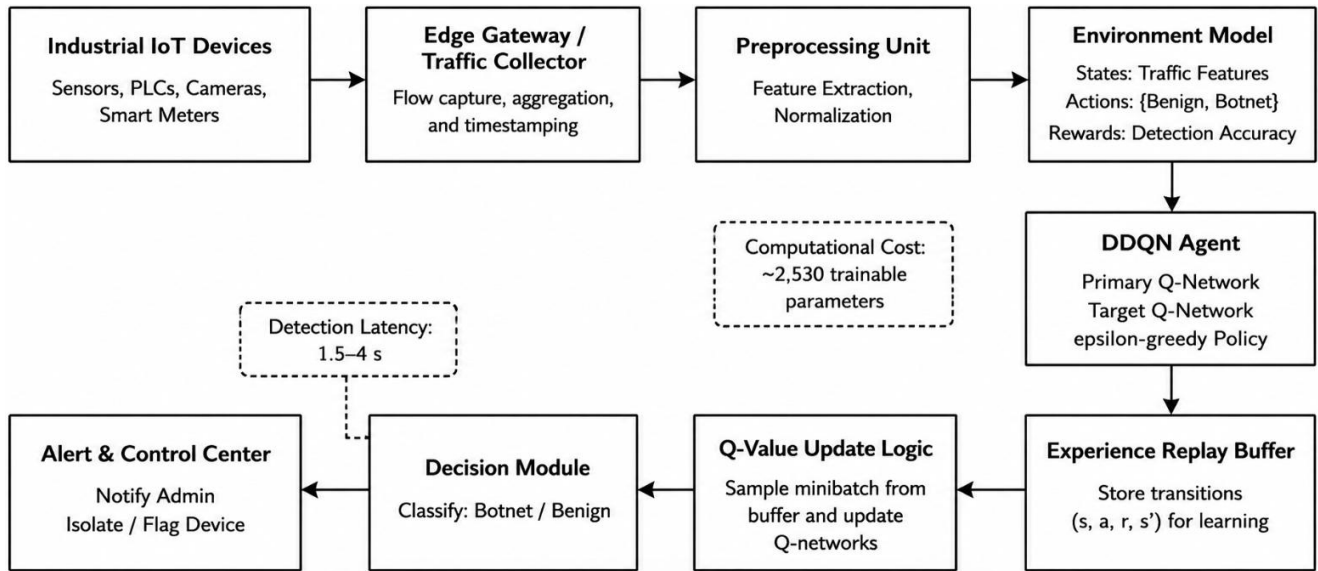 Industrial IoT Devices
Sensors, PLCs, Cameras,
Smart Meters
Edge Gateway /
Traffic Collector
Flow capture, aggregation,
and timestamping
Preprocessing Unit
Feature Extraction,
Normalization
Environment Model
States: Traffic Features
Actions: {Benign, Botnet}
Rewards: Detection Accuracy
DDQN Agent
Primary Q-Network
Target Q-Network
epsilon-greedy Policy
Computational Cost:
~2,530 trainable
parameters
Detection Latency:
1.5–4 s
Experience Replay Buffer
Store transitions
(s, a, r, s’) for learning
Q-Value Update Logic
Sample minibatch from
buffer and update
Q-networks
Decision Module
Classify: Botnet / Benign
Alert & Control Center
Notify Admin
Isolate / Flag Device